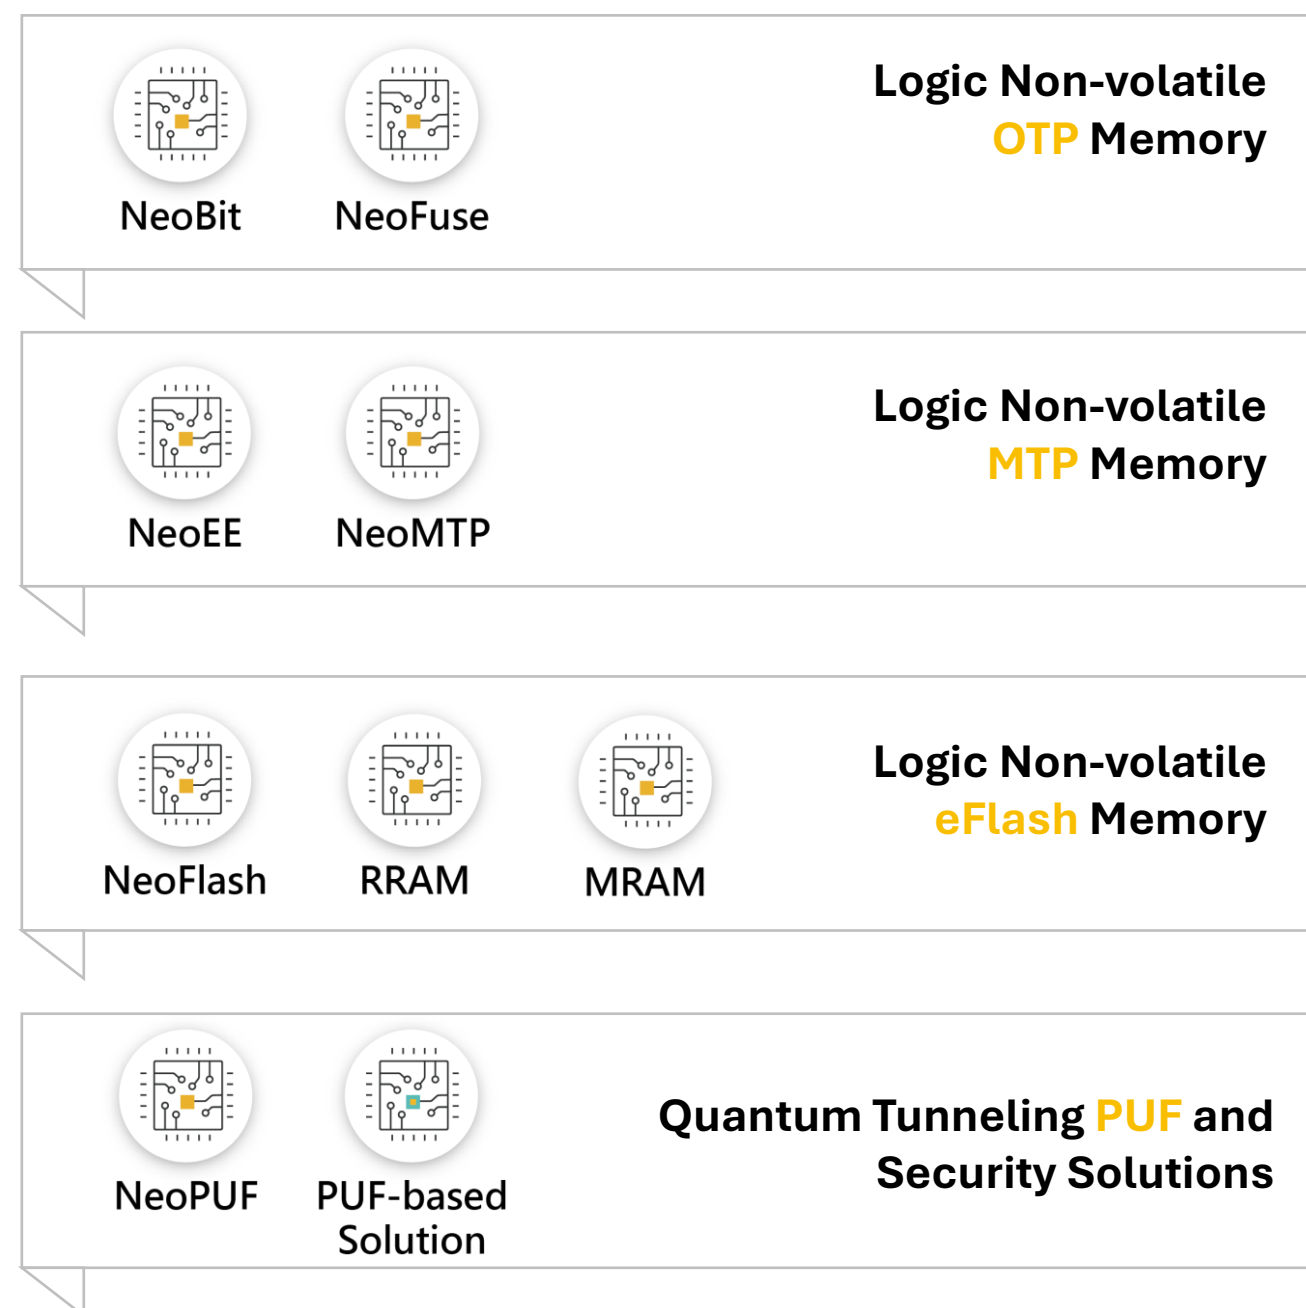 Logic Non-volatile
OTP Memory
NeoBit
NeoFuse
Logic Non-volatile
MTP Memory
NeoEE
NeoMTP
Logic Non-volatile
eFlash Memory
NeoFlash
RRAM
MRAM
Quantum Tunneling PUF and
Security Solutions
NeoPUF
PUF-based
Solution